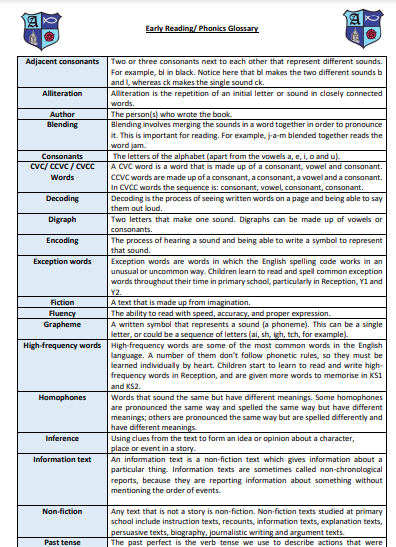 A A
Early Reading/ Phonics Glossary
Adjacent consonants Two or three consonants next to each other that represent different sounds.
For example, bl in black. Notice here that bl makes the two different sounds b
and l, whereas ck makes the single sound ck.
Alliteration Alliteration is the repetition of an initial letter or sound in closely connected
words.
Author The person(s) who wrote the book.
Blending Blending involves merging the sounds in a word together in order to pronounce
it. This is important for reading. For example, j-a-m blended together reads the
word jam.
Consonants The letters of the alphabet (apart from the vowels a, e, i, o and u).
CVC/ CCVC / CVCC A CVC word is a word that is made up of a consonant, vowel and consonant.
Words CCVC words are made up of a consonant, a consonant, a vowel and a consonant.
In CVCC words the sequence is: consonant, vowel, consonant, consonant.
Decoding Decoding is the process of seeing written words on a page and being able to say
them out loud.
Digraph Two letters that make one sound. Digraphs can be made up of vowels or
consonants.
Encoding The process of hearing a sound and being able to write a symbol to represent
that sound.
Exception words Exception words are words in which the English spelling code works in an
unusual or uncommon way. Children learn to read and spell common exception
words throughout their time in primary school, particularly in Reception, Y1 and
Y2.
Fiction A text that is made up from imagination.
Fluency The ability to read with speed, accuracy, and proper expression.
Grapheme A written symbol that represents a sound (a phoneme). This can be a single
letter, or could be a sequence of letters (ai, sh, igh, tch, for example).
High-frequency words High-frequency words are some of the most common words in the English
language. A number of them don't follow phonetic rules, so they must be
learned individually by heart. Children start to learn to read and write high-
frequency words in Reception, and are given more words to memorise in KS1
and KS2.
Homophones Words that sound the same but have different meanings. Some homophones
are pronounced the same way and spelled the same way but have different
meanings; others are pronounced the same way but are spelled differently and
have different meanings.
Inference Using clues from the text to form an idea or opinion about a character,
place or event in a story.
Information text An information text is a non-fiction text which gives information about a
particular thing. Information texts are sometimes called non-chronological
reports, because they are reporting information about something without
mentioning the order of events.
Non-fiction Any text that is not a story is non-fiction. Non-fiction texts studied at primary
school include instruction texts, recounts, information texts, explanation texts,
persuasive texts, biography, journalistic writing and argument texts.
Past tense The past perfect is the verb tense we use to describe actions that were